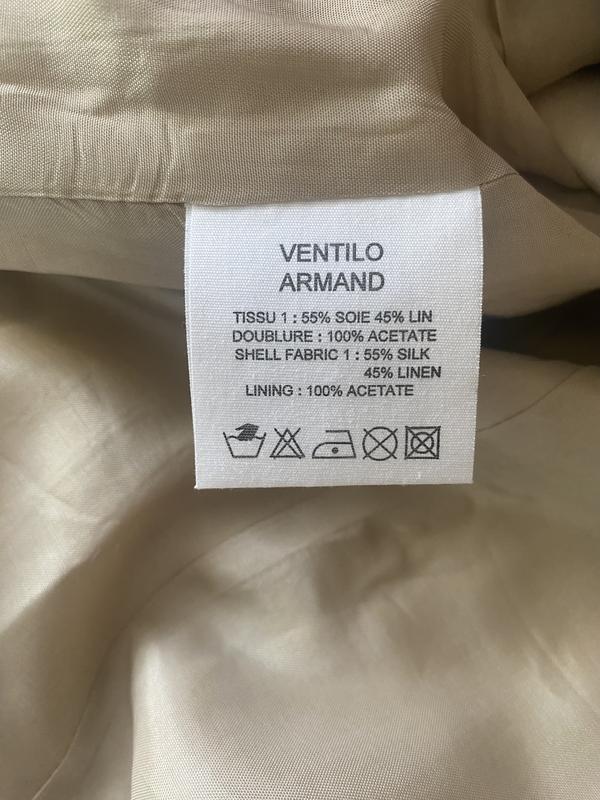 VENTILO
ARMAND
TISSU 1 : 55% SOIE 45% LIN
DOUBLURE : 100% ACETATE
SHELL FABRIC 1 : 55% SILK
45% LINEN
LINING : 100% ACETATE